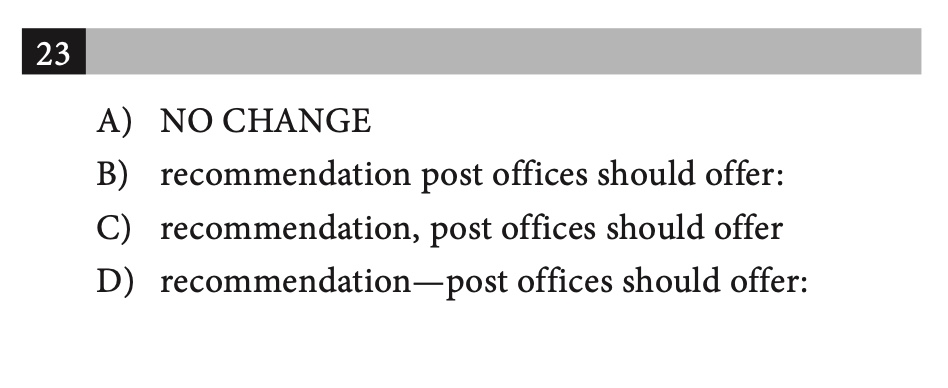 23
A) NO CHANGE
B) recommendation post offices should offer:
C) recommendation, post offices should offer
D) recommendation—post offices should offer: